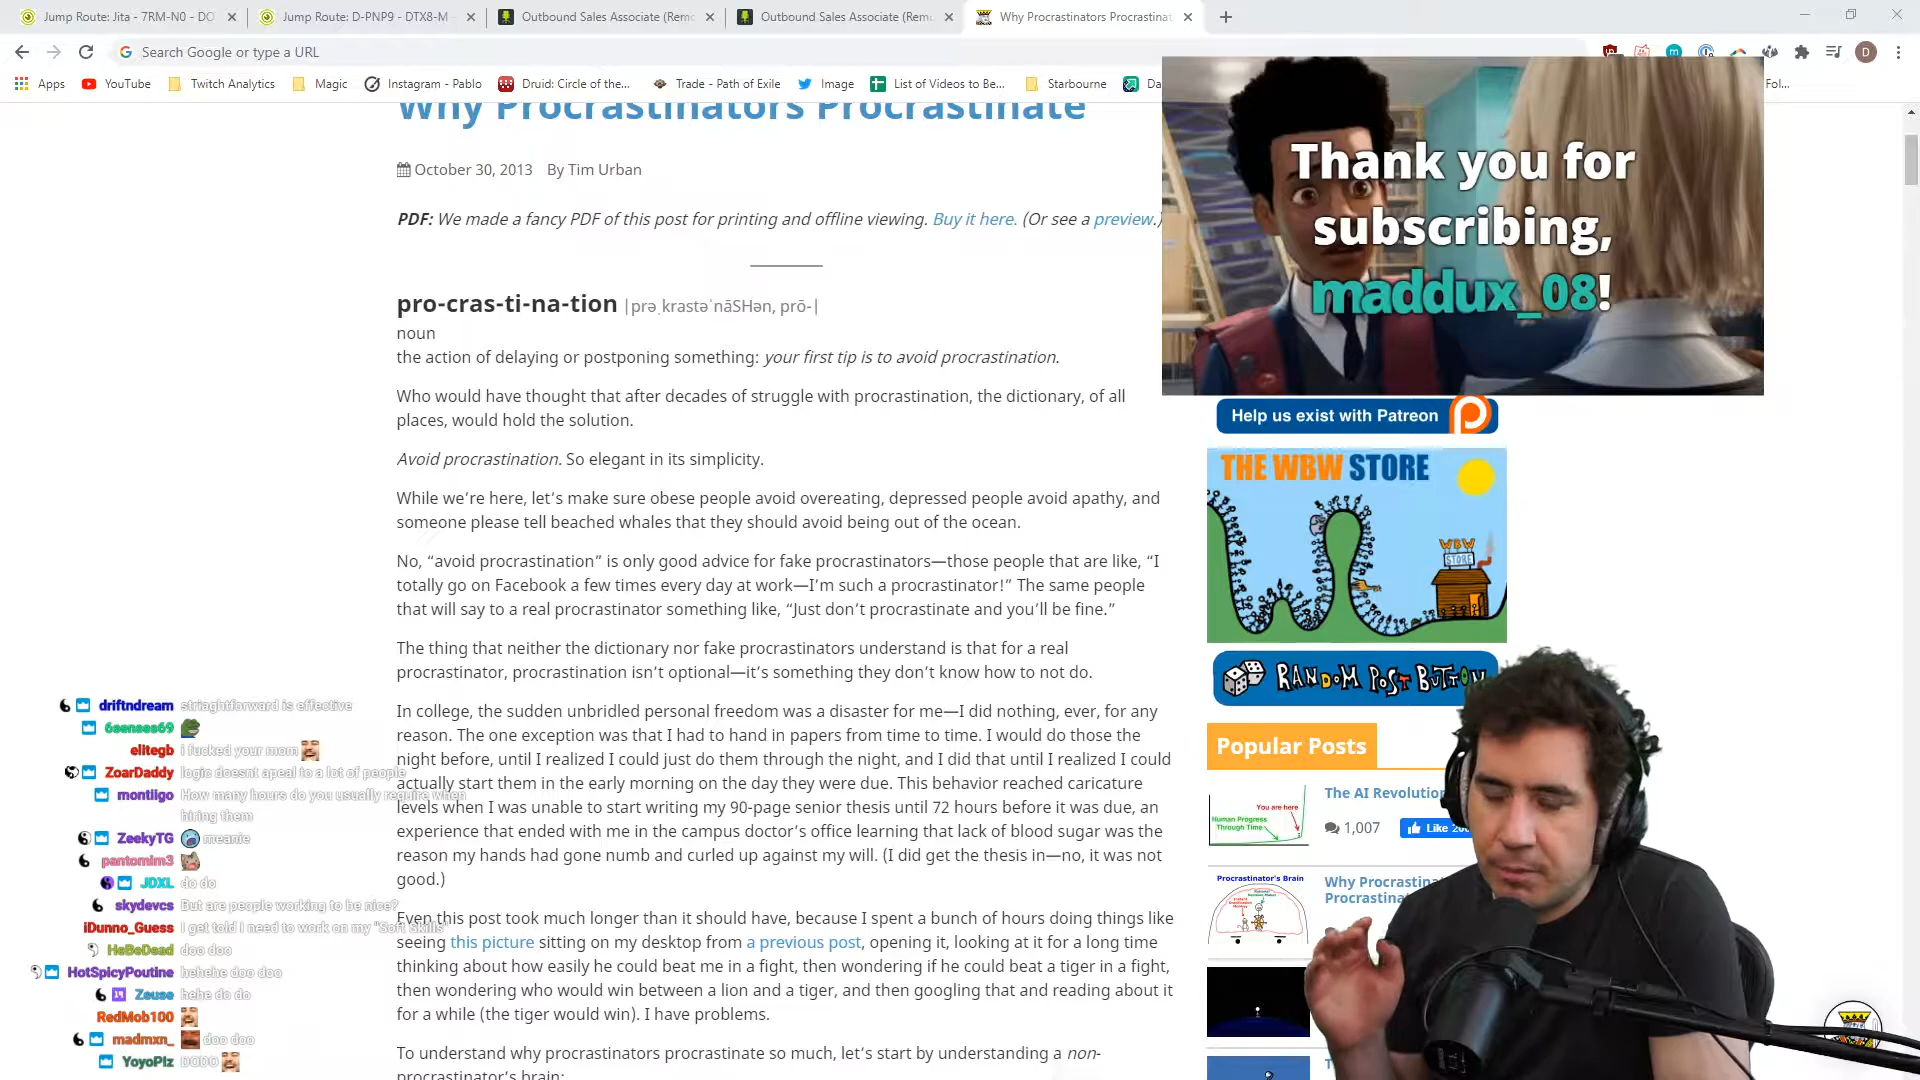 Jump Route: Jita - 7RM-N0 - DO
Jump Route: D-PNP9 - DTX8-M
Outbound Sales Associate (Rem
Outbound Sales Associate (Rem
Why Procrastinators Procrastinat
Search Google or type a URL
D
Apps
YouTube
Twitch Analytics
Magic
Instagram - Pablo
Druid: Circle of the...
Trade - Path of Exile
Image
List of Videos to Be...
Starbourne
Da
Fol...
Why Procrastinators Procrastinate
October 30, 2013 By Tim Urban
PDF: We made a fancy PDF of this post for printing and offline viewing. Buy it here. (Or see a preview.)
pro-cras-ti-na-tion |prəˌkrastəˈnāSHən, prō-|
noun
the action of delaying or postponing something: your first tip is to avoid procrastination.
Who would have thought that after decades of struggle with procrastination, the dictionary, of all
places, would hold the solution.
Avoid procrastination. So elegant in its simplicity.
While we’re here, let’s make sure obese people avoid overeating, depressed people avoid apathy, and
someone please tell beached whales that they should avoid being out of the ocean.
No, “avoid procrastination” is only good advice for fake procrastinators—those people that are like, “I
totally go on Facebook a few times every day at work—I’m such a procrastinator!” The same people
that will say to a real procrastinator something like, “Just don’t procrastinate and you’ll be fine.”
The thing that neither the dictionary nor fake procrastinators understand is that for a real
procrastinator, procrastination isn’t optional—it’s something they don’t know how to not do.
In college, the sudden unbridled personal freedom was a disaster for me—I did nothing, ever, for any
reason. The one exception was that I had to hand in papers from time to time. I would do those the
night before, until I realized I could just do them through the night, and I did that until I realized I could
actually start them in the early morning on the day they were due. This behavior reached caricature
levels when I was unable to start writing my 90-page senior thesis until 72 hours before it was due, an
experience that ended with me in the campus doctor’s office learning that lack of blood sugar was the
reason my hands had gone numb and curled up against my will. (I did get the thesis in—no, it was not
good.)
Even this post took much longer than it should have, because I spent a bunch of hours doing things like
seeing this picture sitting on my desktop from a previous post, opening it, looking at it for a long time
thinking about how easily he could beat me in a fight, then wondering if he could beat a tiger in a fight,
then wondering who would win between a lion and a tiger, and then googling that and reading about it
for a while (the tiger would win). I have problems.
To understand why procrastinators procrastinate so much, let’s start by understanding a non-
procrastinator’s brain:
Thank you for
subscribing,
maddux_08!
Help us exist with Patreon
THE WBW STORE
WBW
STORE
RANDOM POST BUTTON
Popular Posts
You are here
Human Progress
Through Time
The AI Revolution
1,007
Like 200
Procrastinator's Brain
Why Procrastina
Procrastina
T
driftndream striaghtforward is effective
6senses69
elitegb i fucked your mom
ZoarDaddy logic doesnt apeal to a lot of people
montiigo How many hours do you usually require when
hiring them
ZeekyTG meanie
pantomim3
JDXL do do
skydevcs But are people working to be nice?
iDunno_Guess I get told I need to work on my "Soft Skills"
HeBeDead doo doo
HotSpicyPoutine hehehe doo doo
Zeuse hehe do do
RedMob100
madmxn_ doo doo
YoyoPlz DODO